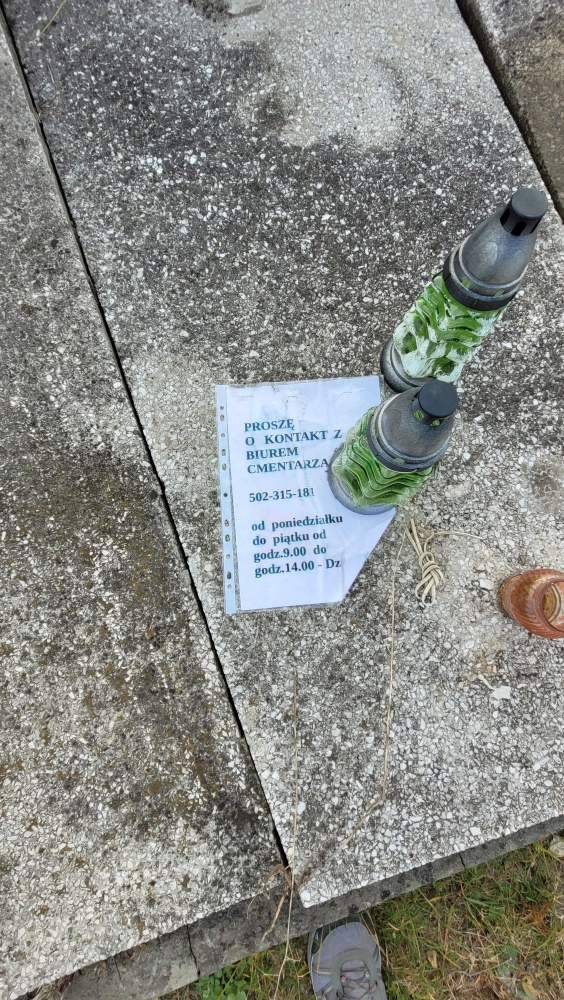 PROSZĘ
O KONTAKT Z
BIUREM
CMENTARZA
502-315-181
od poniedziałku
do piątku od
godz.9.00 do
godz.14.00 - Dz